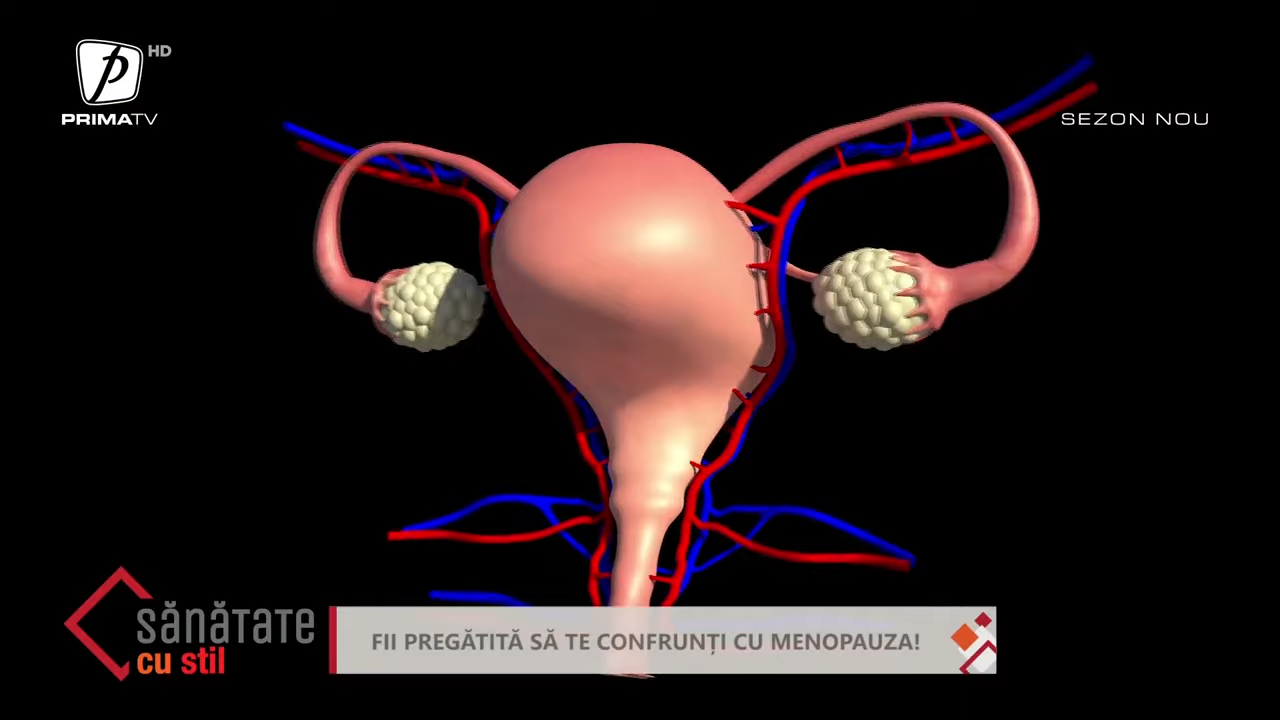 HD
PRIMATV
SEZON NOU
sănătate
cu stil
FII PREGĂTITĂ SĂ TE CONFRUNȚI CU MENOPAUZA!